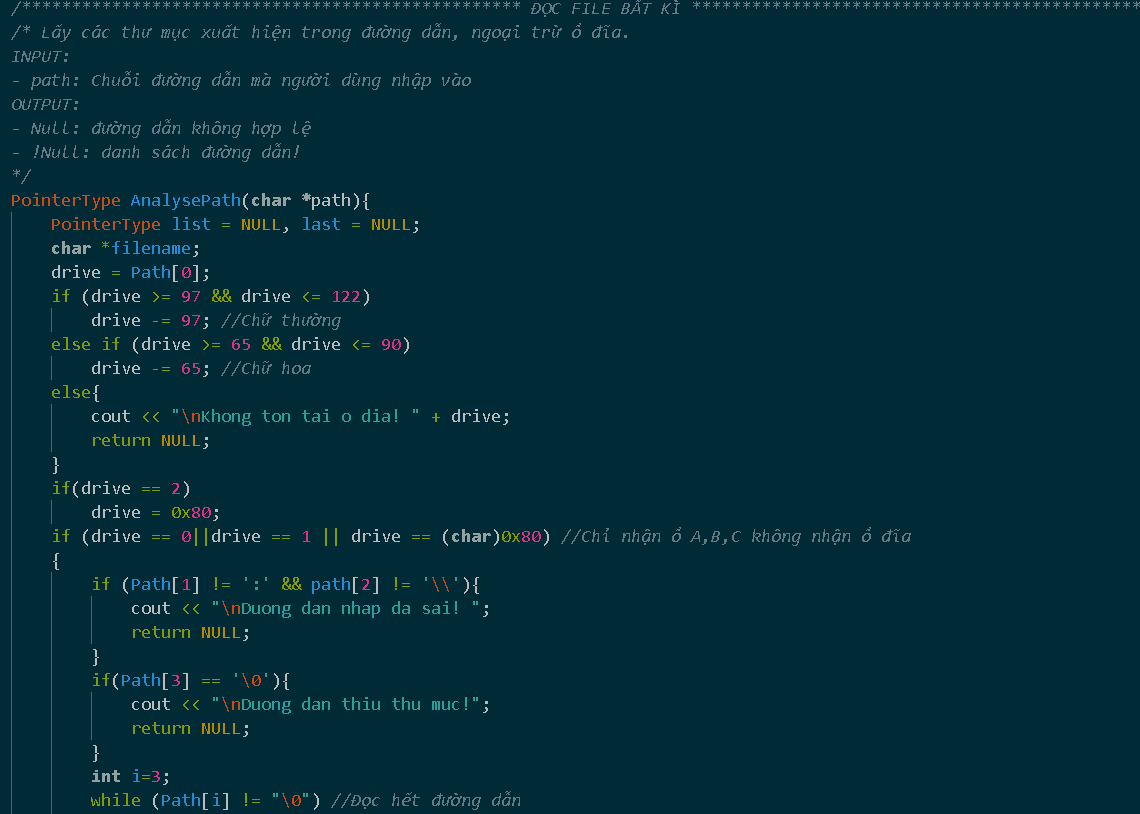 /************************************************** ĐỌC FILE BẤT KÌ *********************************************
/* Lấy các thư mục xuất hiện trong đường dẫn, ngoại trừ ổ đĩa.
INPUT:
- path: Chuỗi đường dẫn mà người dùng nhập vào
OUTPUT:
- Null: đường dẫn không hợp lệ
- !Null: danh sách đường dẫn!
*/
PointerType AnalysePath(char *path){
    PointerType list = NULL, last = NULL;
    char *filename;
    drive = Path[0];
    if (drive >= 97 && drive <= 122)
        drive -= 97; //Chữ thường
    else if (drive >= 65 && drive <= 90)
        drive -= 65; //Chữ hoa
    else{
        cout << "\nKhong ton tai o dia! " + drive;
        return NULL;
    }
    if(drive == 2)
        drive = 0x80;
    if (drive == 0||drive == 1 || drive == (char)0x80) //Chỉ nhận ổ A,B,C không nhận ổ đĩa
    {
        if (Path[1] != ':' && path[2] != '\\'){
            cout << "\nDuong dan nhap da sai! ";
            return NULL;
        }
        if(Path[3] == '\0'){
            cout << "\nDuong dan thiu thu muc!";
            return NULL;
        }
        int i=3;
        while (Path[i] != "\0") //Đọc hết đường dẫn